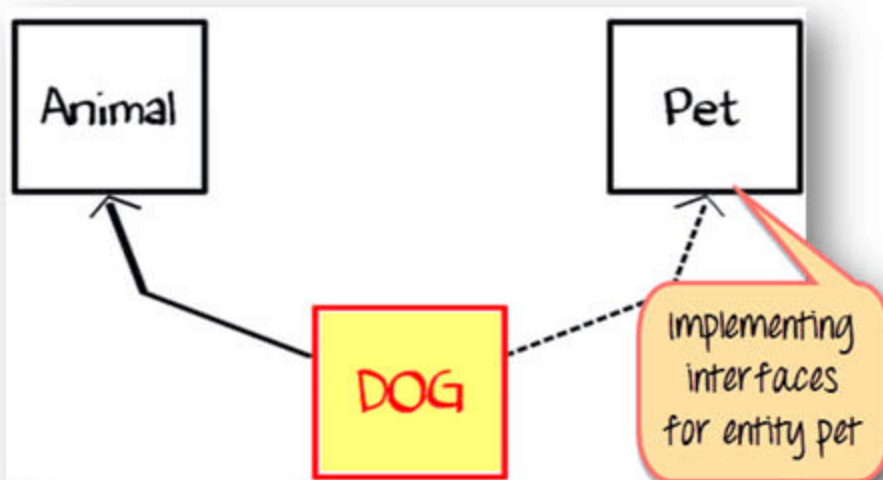 Animal
Pet
DOG
Implementing
interfaces
for entity pet